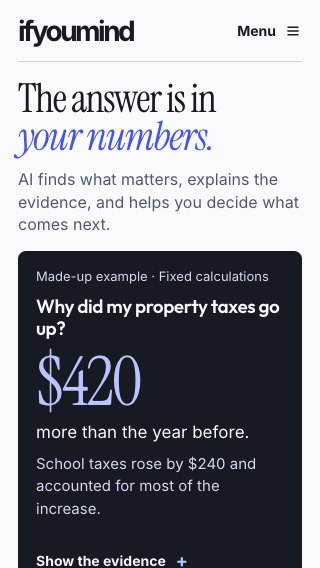 ifyoumind
Menu
The answer is in
your numbers.
AI finds what matters, explains the
evidence, and helps you decide what
comes next.
Made-up example · Fixed calculations
Why did my property taxes go
up?
$420
more than the year before.
School taxes rose by $240 and
accounted for most of the
increase.
Show the evidence +